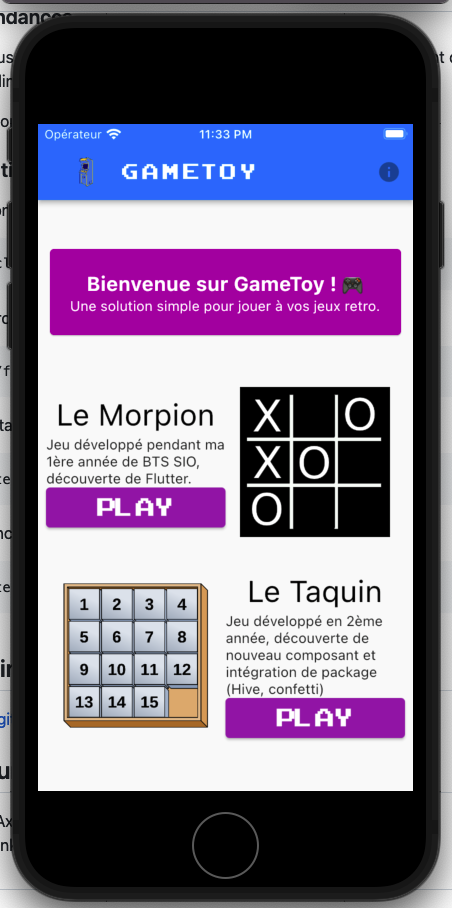 ndances
Opérateur
11:33 PM
GAMETOY
Bienvenue sur GameToy ! 🎮
Une solution simple pour jouer à vos jeux retro.
Le Morpion
Jeu développé pendant ma
1ère année de BTS SIO,
découverte de Flutter.
PLAY
X O
X O
O
1 2 3 4
5 6 7 8
9 10 11 12
13 14 15
Le Taquin
Jeu développé en 2ème
année, découverte de
nouveau composant et
intégration de package
(Hive, confetti)
PLAY